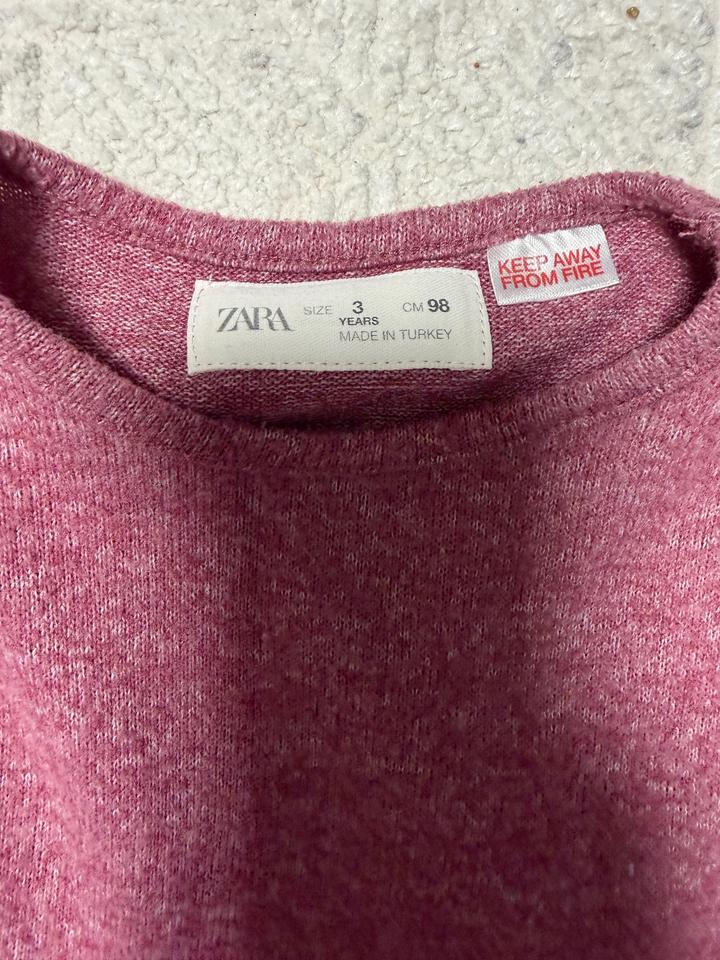 ZARA SIZE 3 CM 98
YEARS
MADE IN TURKEY
KEEP AWAY
FROM FIRE